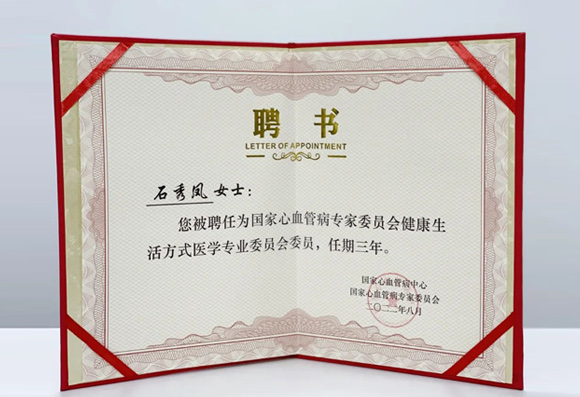 聘书
LETTER OF APPOINTMENT
石秀凤女士：
您被聘任为国家心血管病专家委员会健康生
活方式医学专业委员会委员，任期三年。
国家心血管病中心
国家心血管病专家委员会
二〇二二年八月